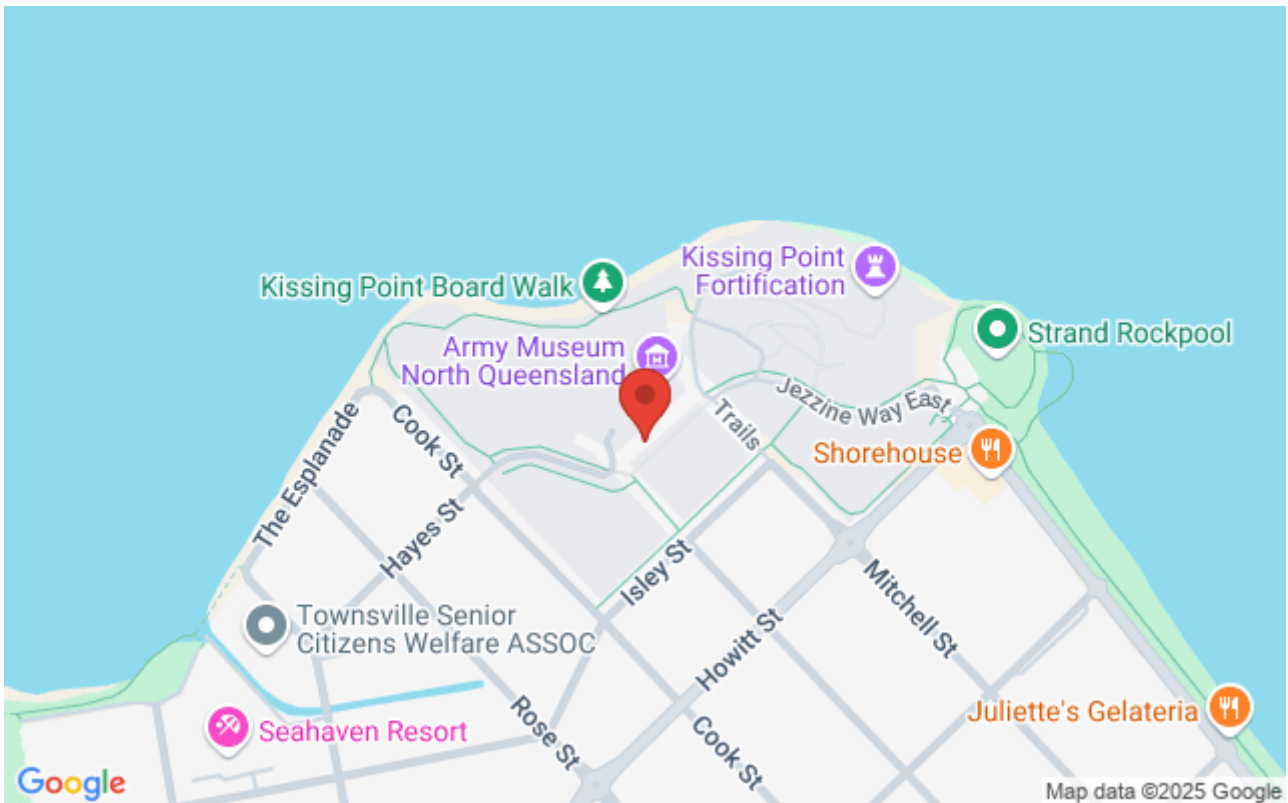 Kissing Point
Fortification
Kissing Point Board Walk
Strand Rockpool
Army Museum
North Queensland
Jezzine Way East
Trails
Cook St
The Esplanade
Shorehouse
Hayes St
Isley St
Mitchell St
Townsville Senior
Citizens Welfare ASSOC
Howitt St
Juliette's Gelateria
Rose St
Seahaven Resort
Cook St
Google
Map data ©2025 Google